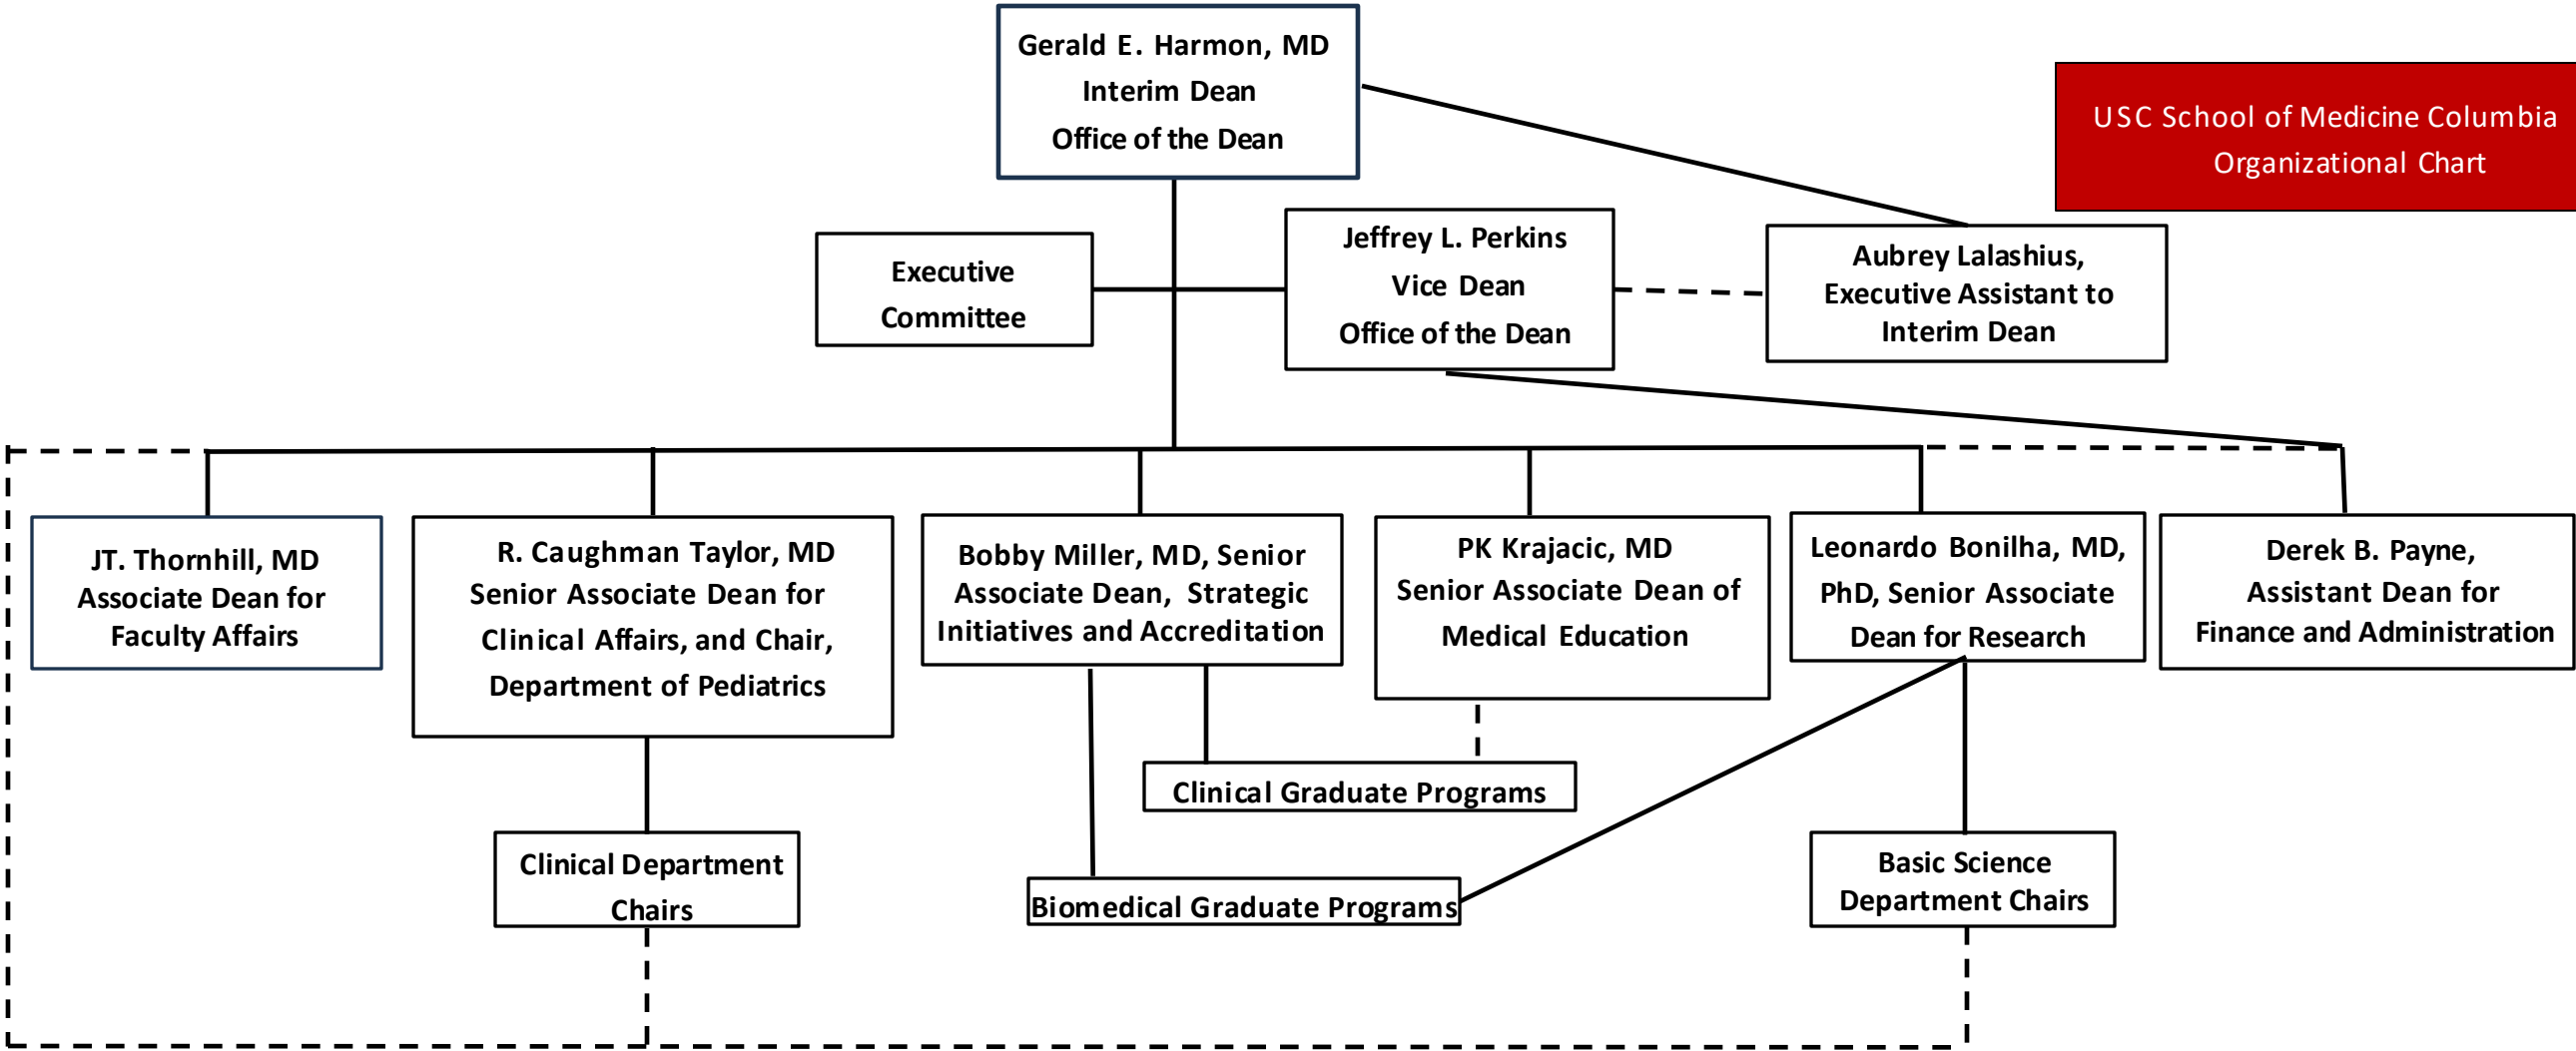 Gerald E. Harmon, MD
Interim Dean
Office of the Dean
USC School of Medicine Columbia
Organizational Chart
Executive
Committee
Jeffrey L. Perkins
Vice Dean
Office of the Dean
Aubrey Lalashius,
Executive Assistant to
Interim Dean
JT. Thornhill, MD
Associate Dean for
Faculty Affairs
R. Caughman Taylor, MD
Senior Associate Dean for
Clinical Affairs, and Chair,
Department of Pediatrics
Bobby Miller, MD, Senior
Associate Dean, Strategic
Initiatives and Accreditation
PK Krajacic, MD
Senior Associate Dean of
Medical Education
Leonardo Bonilha, MD,
PhD, Senior Associate
Dean for Research
Derek B. Payne,
Assistant Dean for
Finance and Administration
Clinical Graduate Programs
Clinical Department
Chairs
Biomedical Graduate Programs
Basic Science
Department Chairs